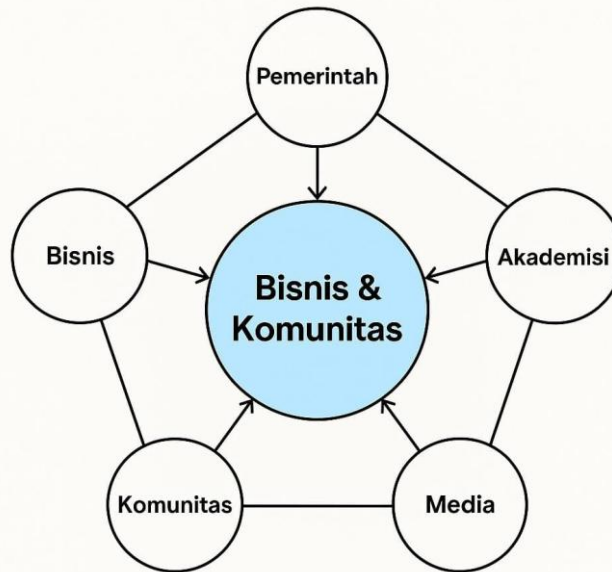 Pemerintah
Bisnis
Akademisi
Bisnis &
Komunitas
Komunitas
Media